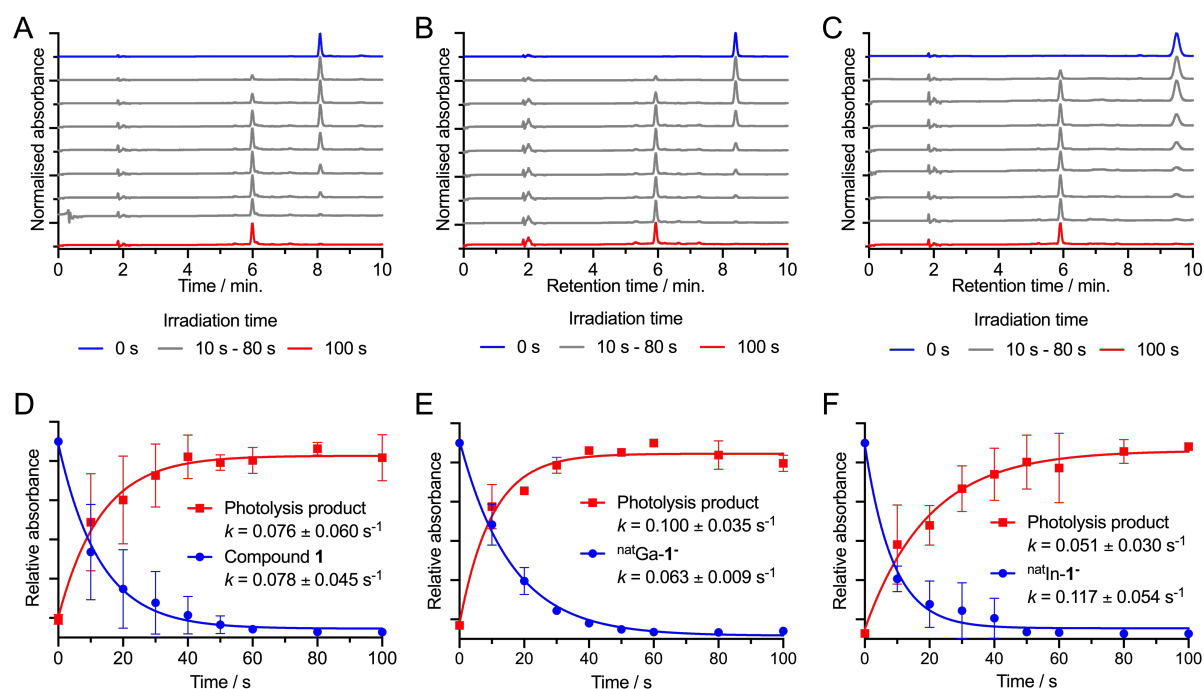 A
B
C
Normalised absorbance
Normalised absorbance
Normalised absorbance
0 2 4 6 8 10
0 2 4 6 8 10
0 2 4 6 8 10
Time / min.
Retention time / min.
Retention time / min.
Irradiation time
0 s 10 s - 80 s 100 s
Irradiation time
0 s 10 s - 80 s 100 s
Irradiation time
0 s 10 s - 80 s 100 s
D
Relative absorbance
Photolysis product
k = 0.076 ± 0.060 s⁻¹
Compound 1
k = 0.078 ± 0.045 s⁻¹
0 20 40 60 80 100
Time / s
E
Relative absorbance
Photolysis product
k = 0.100 ± 0.035 s⁻¹
ⁿᵃᵗGa-1⁻
k = 0.063 ± 0.009 s⁻¹
0 20 40 60 80 100
Time / s
F
Relative absorbance
Photolysis product
k = 0.051 ± 0.030 s⁻¹
ⁿᵃᵗIn-1⁻
k = 0.117 ± 0.054 s⁻¹
0 20 40 60 80 100
Time / s